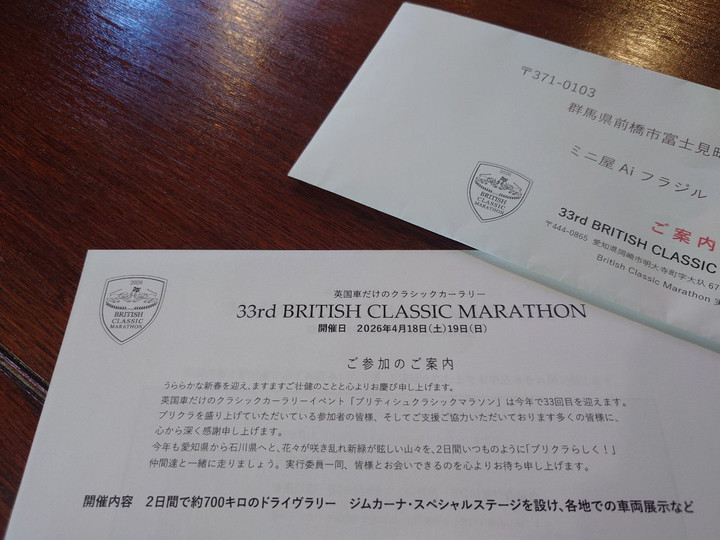 〒371-0103
群馬県前橋市富士見町
ミニ屋 Ai フラジル
2026
BRITISH
CLASSIC
MARATHON
ご案内
33rd BRITISH CLASSIC
〒444-0865 愛知県岡崎市明大寺町字大圦 67
British Classic Marathon
2026
BRITISH
CLASSIC
MARATHON
英国車だけのクラシックカーラリー
33rd BRITISH CLASSIC MARATHON
開催日 2026年4月18日(土)19日(日)
ご参加のご案内
うららかな新春を迎え、ますますご壮健のことと心よりお慶び申し上げます。
英国車だけのクラシックカーラリーイベント「ブリティシュクラシックマラソン」は今年で33回目を迎えます。
ブリクラを盛り上げていただいている参加者の皆様、そしてご支援ご協力いただいております多くの皆様に、
心から深く感謝申します。
今年も愛知県から石川県へと、花々が咲き乱れ新緑が眩しい山々を、2日間いつものように「ブリクラらしく！」
仲間達と一緒に走りましょう。実行委員一同、皆様とお会いできるのを心よりお待ち申し上げます。
開催内容 2日間で約700キロのドライヴラリー ジムカーナ・スペシャルステージを設け、各地での車両展示など